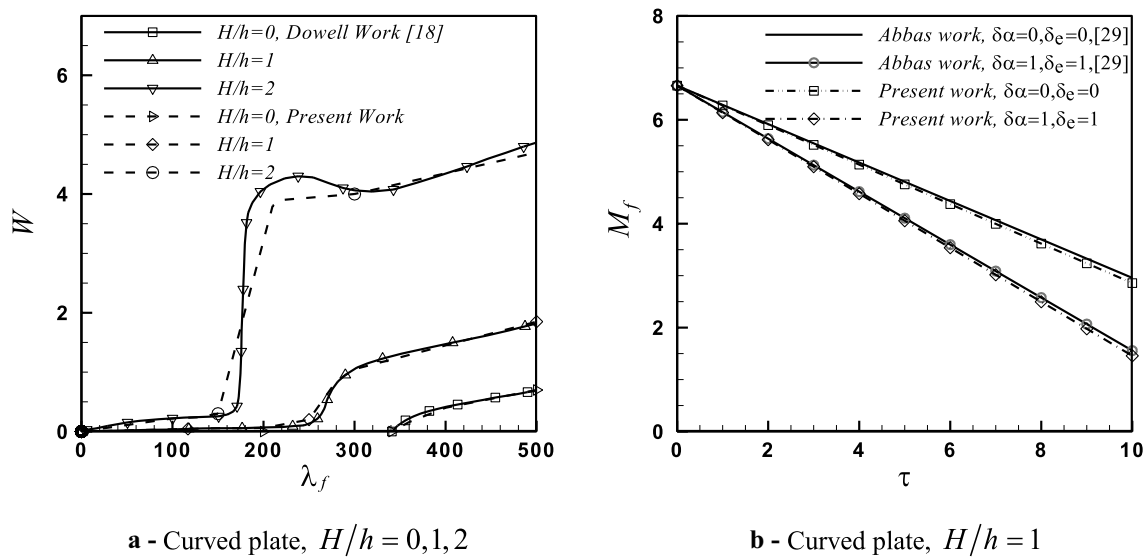 H/h=0, Dowell Work [18]
H/h=1
H/h=2
H/h=0, Present Work
H/h=1
H/h=2
6
4
2
0
W
0 100 200 300 400 500
λf
a - Curved plate, H/h = 0,1,2
Abbas work, δα=0,δe=0,[29]
Abbas work, δα=1,δe=1,[29]
Present work, δα=0,δe=0
Present work, δα=1,δe=1
8
6
4
2
0
Mf
0 2 4 6 8 10
τ
b - Curved plate, H/h = 1